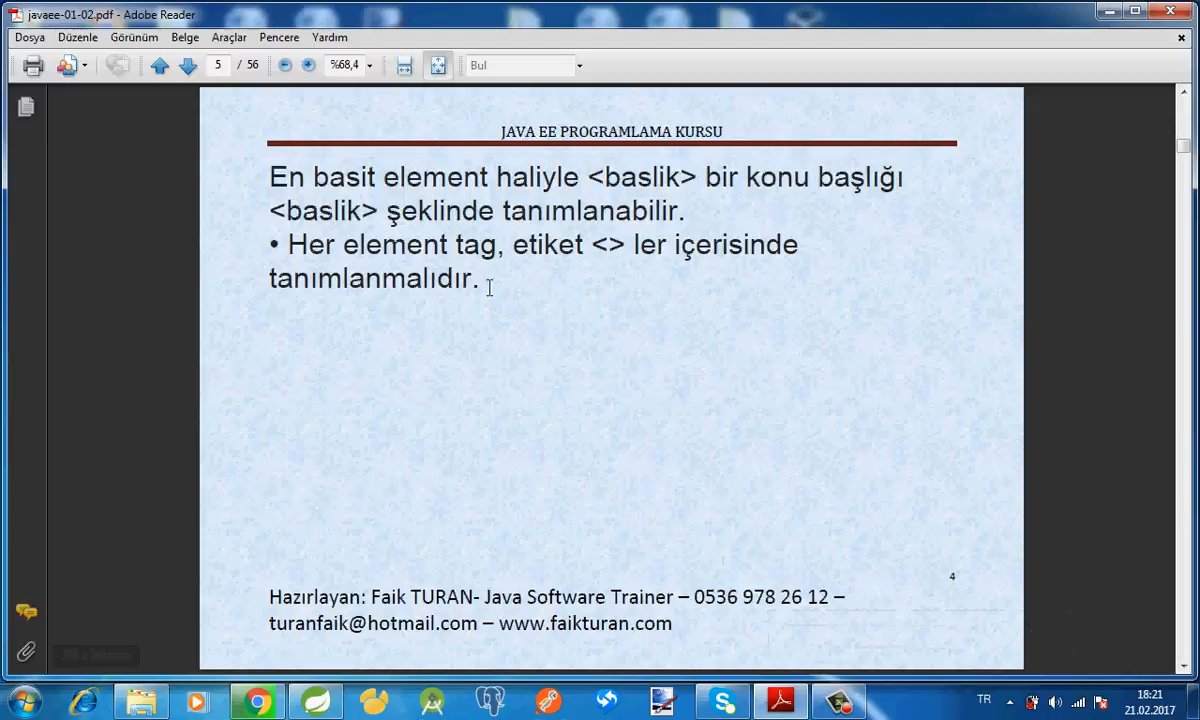 javaee-01-02.pdf - Adobe Reader
Dosya Düzenle Görünüm Belge Araçlar Pencere Yardım
5 / 56 %68,4 Bul
JAVA EE PROGRAMLAMA KURSU
En basit element haliyle <baslik> bir konu başlığı
<baslik> şeklinde tanımlanabilir.
• Her element tag, etiket <> ler içerisinde
tanımlanmalıdır.
4
Hazırlayan: Faik TURAN- Java Software Trainer – 0536 978 26 12 –
turanfaik@hotmail.com – www.faikturan.com
TR 18:21
21.02.2017